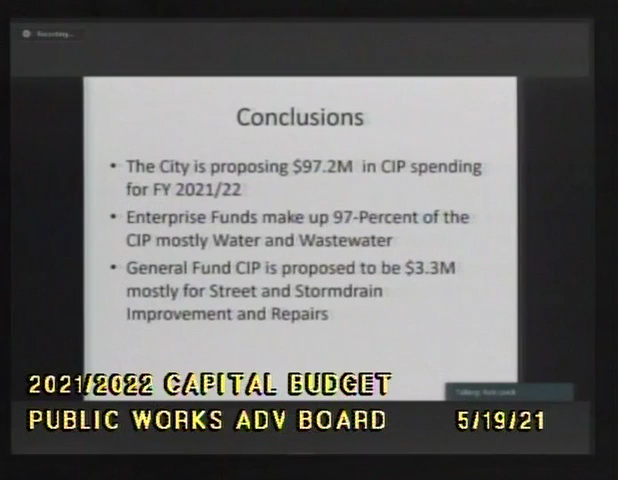 Recording...
Conclusions
• The City is proposing $97.2M in CIP spending
for FY 2021/22
• Enterprise Funds make up 97-Percent of the
CIP mostly Water and Wastewater
• General Fund CIP is proposed to be $3.3M
mostly for Street and Stormdrain
Improvement and Repairs
2021/2022 CAPITAL BUDGET
Talking:
PUBLIC WORKS ADV BOARD 5/19/21